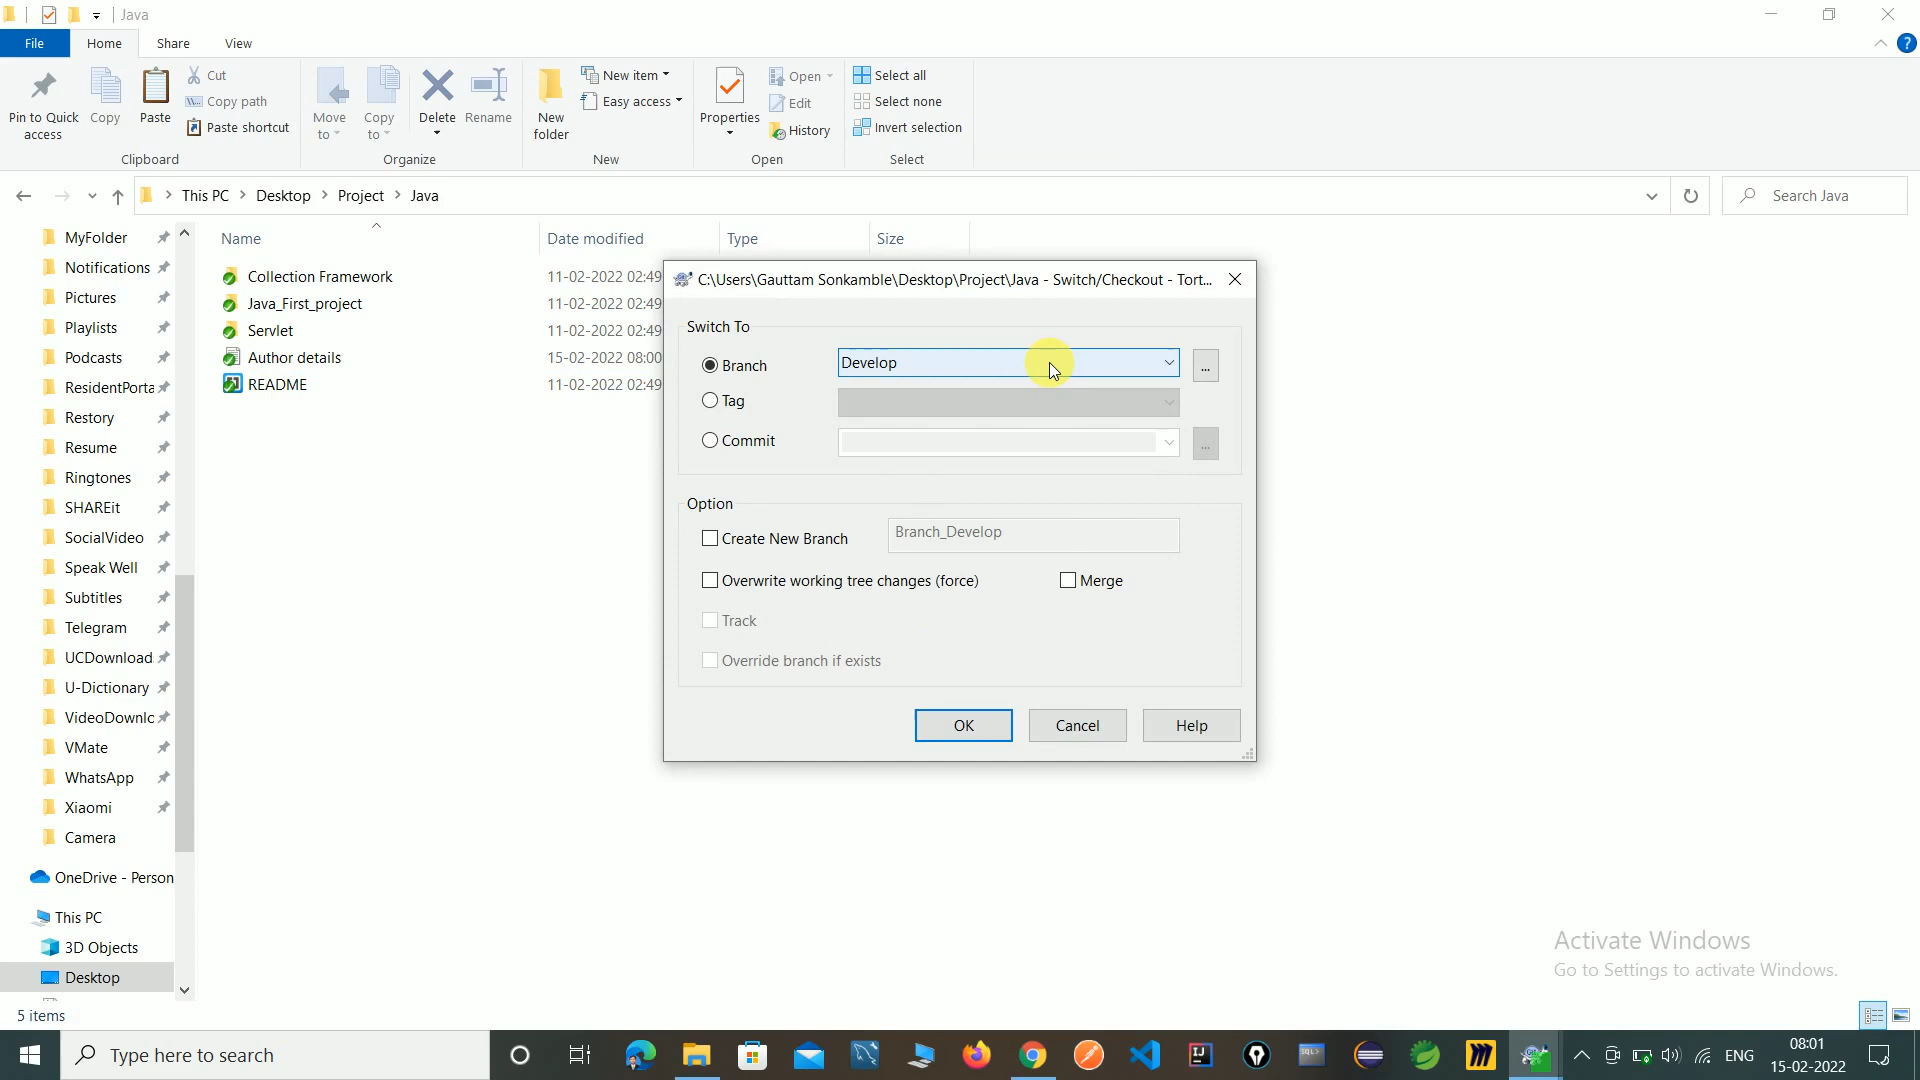 Java
File Home Share View
Pin to Quick access
Copy
Paste
Cut
Copy path
Paste shortcut
Clipboard
Move to
Copy to
Delete
Rename
Organize
New folder
New item
Easy access
New
Properties
Open
Edit
History
Open
Select all
Select none
Invert selection
Select
This PC > Desktop > Project > Java
Search Java
Name Date modified Type Size
MyFolder
Notifications
Pictures
Playlists
Podcasts
ResidentPorta
Restory
Resume
Ringtones
SHAREit
SocialVideo
Speak Well
Subtitles
Telegram
UCDownload
U-Dictionary
VideoDownlo
VMate
WhatsApp
Xiaomi
Camera
OneDrive - Person
This PC
3D Objects
Desktop
Collection Framework 11-02-2022 02:49
Java_First_project 11-02-2022 02:49
Servlet 11-02-2022 02:49
Author details 15-02-2022 08:00
README 11-02-2022 02:49
C:\Users\Gauttam Sonkamble\Desktop\Project\Java - Switch/Checkout - Tort...
Switch To
Branch Develop ...
Tag
Commit ...
Option
Create New Branch Branch_Develop
Overwrite working tree changes (force) Merge
Track
Override branch if exists
OK Cancel Help
Activate Windows
Go to Settings to activate Windows.
5 items
Type here to search
ENG
08:01
15-02-2022